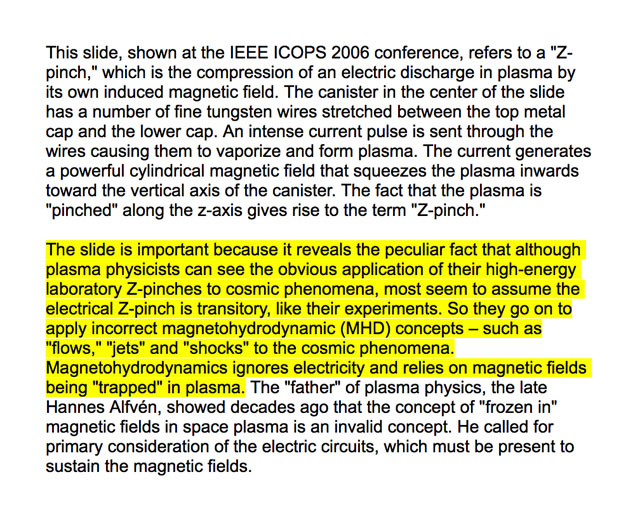 This slide, shown at the IEEE ICOPS 2006 conference, refers to a "Z-
pinch," which is the compression of an electric discharge in plasma by
its own induced magnetic field. The canister in the center of the slide
has a number of fine tungsten wires stretched between the top metal
cap and the lower cap. An intense current pulse is sent through the
wires causing them to vaporize and form plasma. The current generates
a powerful cylindrical magnetic field that squeezes the plasma inwards
toward the vertical axis of the canister. The fact that the plasma is
"pinched" along the z-axis gives rise to the term "Z-pinch."
The slide is important because it reveals the peculiar fact that although
plasma physicists can see the obvious application of their high-energy
laboratory Z-pinches to cosmic phenomena, most seem to assume the
electrical Z-pinch is transitory, like their experiments. So they go on to
apply incorrect magnetohydrodynamic (MHD) concepts – such as
"flows," "jets" and "shocks" to the cosmic phenomena.
Magnetohydrodynamics ignores electricity and relies on magnetic fields
being "trapped" in plasma. The "father" of plasma physics, the late
Hannes Alfvén, showed decades ago that the concept of "frozen in"
magnetic fields in space plasma is an invalid concept. He called for
primary consideration of the electric circuits, which must be present to
sustain the magnetic fields.